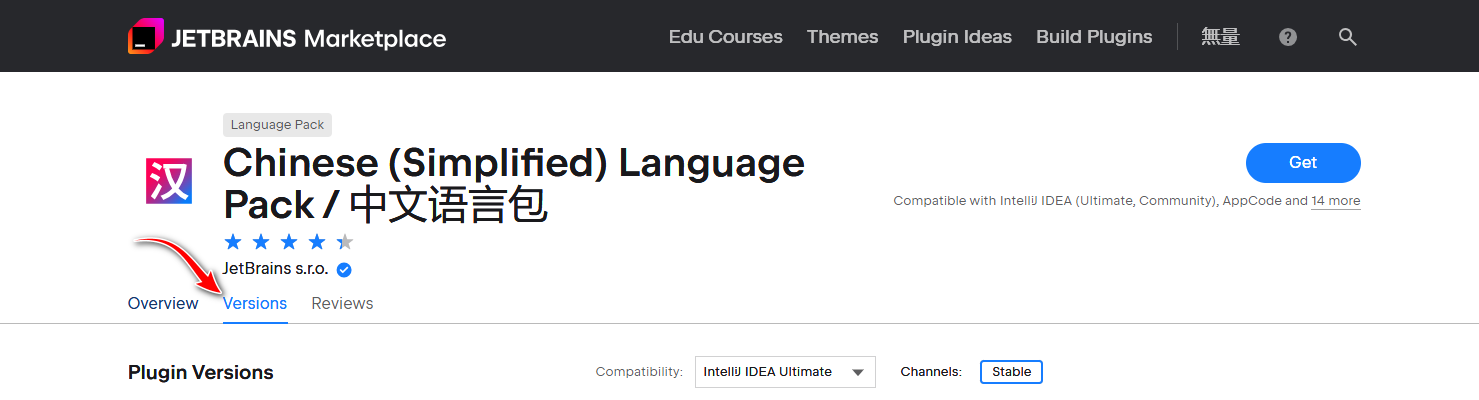 JETBRAINS Marketplace
Edu Courses Themes Plugin Ideas Build Plugins 無量 ?
Language Pack
汉
Chinese (Simplified) Language
Pack / 中文语言包
Get
Compatible with IntelliJ IDEA (Ultimate, Community), AppCode and 14 more
JetBrains s.r.o.
Overview Versions Reviews
Plugin Versions
Compatibility: IntelliJ IDEA Ultimate
Channels: Stable